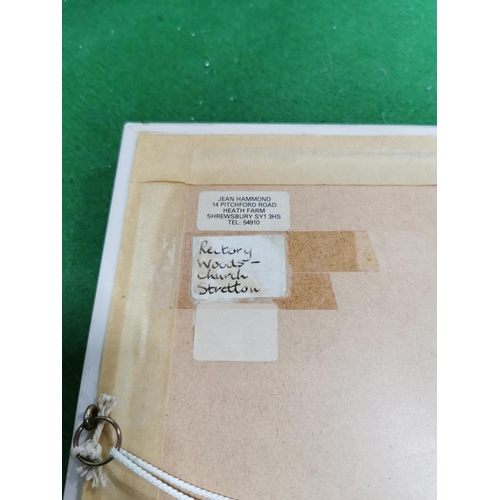 JEAN HAMMOND
14 PITCHFORD ROAD
HEATH FARM
SHREWSBURY SY1 3HS
TEL: 54910
Rectory
Woods -
Church
Stretton